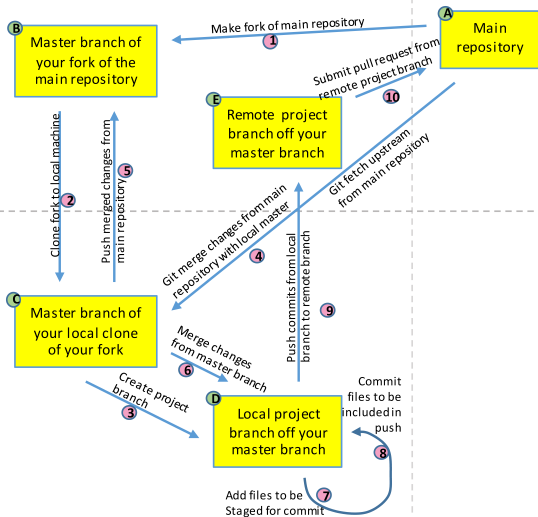 A
Main
repository
B
Master branch of
your fork of the
main repository
Make fork of main repository
1
Submit pull request from
remote project branch
10
E
Remote project
branch off your
master branch
Clone fork to local machine
2
Push merged changes from
main repository
5
Git fetch upstream
from main repository
Git merge changes from main
repository with local master
4
Push commits from local
branch to remote branch
9
C
Master branch of
your local clone
of your fork
Merge changes
from master branch
6
Create project
branch
3
D
Local project
branch off your
master branch
Commit
files to be
included in
push
8
7
Add files to be
Staged for commit